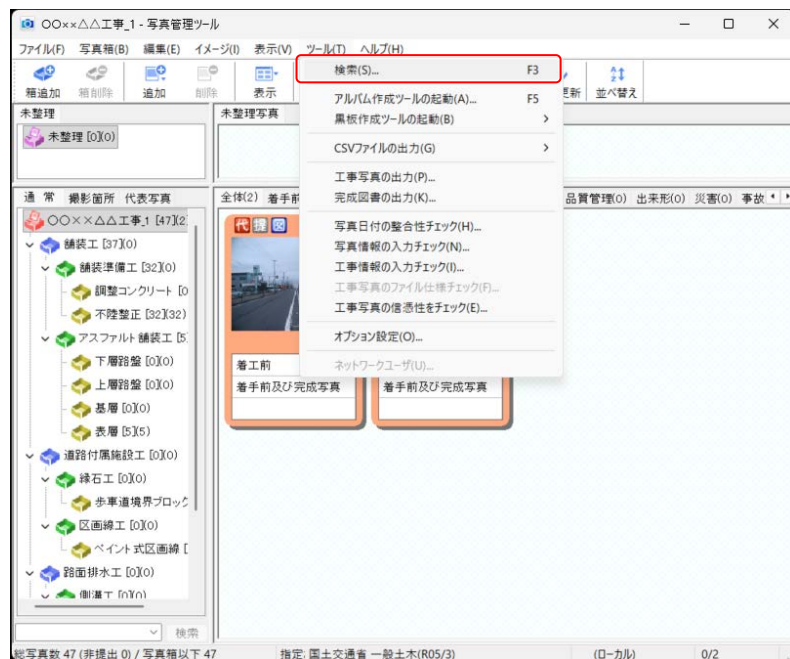 〇〇××△△工事_1 - 写真管理ツール
ファイル(F) 写真箱(B) 編集(E) イメージ(I) 表示(V) ツール(T) ヘルプ(H)
箱追加 箱削除 追加 削除 表示 更新 並べ替え
検索(S)... F3
アルバム作成ツールの起動(A)... F5
黒板作成ツールの起動(B)
CSVファイルの出力(G)
工事写真の出力(P)...
完成図書の出力(K)...
写真日付の整合性チェック(H)...
写真情報の入力チェック(N)...
工事情報の入力チェック(I)...
工事写真のファイル仕様チェック(F)...
工事写真の信憑性をチェック(E)...
オプション設定(O)...
ネットワークユーザ(U)...
未整理
未整理 [0](0)
未整理写真
通 常 撮影箇所 代表写真
〇〇××△△工事_1 [47](2
舗装工 [37](0)
舗装準備工 [32](0)
調整コンクリート [0
不陸整正 [32](32)
アスファルト舗装工 [5
下層路盤 [0](0)
上層路盤 [0](0)
基層 [0](0)
表層 [5](5)
道路付属施設工 [0](0)
縁石工 [0](0)
歩車道境界ブロック
区画線工 [0](0)
ペイント式区画線 [
路面排水工 [0](0)
側溝工 [0](0)
検索
全体(2) 着手前 品質管理(0) 出来形(0) 災害(0) 事故
代 提 図
着工前
着手前及び完成写真
着手前及び完成写真
総写真数 47 (非提出 0) / 写真箱以下 47 指定: 国土交通省 一般土木(R05/3) (ローカル) 0/2